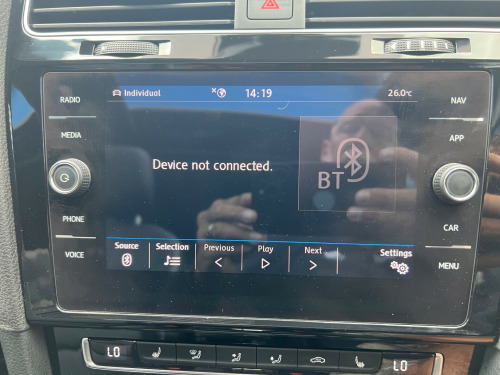 RADIO
MEDIA
PHONE
VOICE
Individual 14:19 26.0°C
Device not connected.
BT
Source Selection Previous Play Next Settings
NAV
APP
CAR
MENU
LO LO